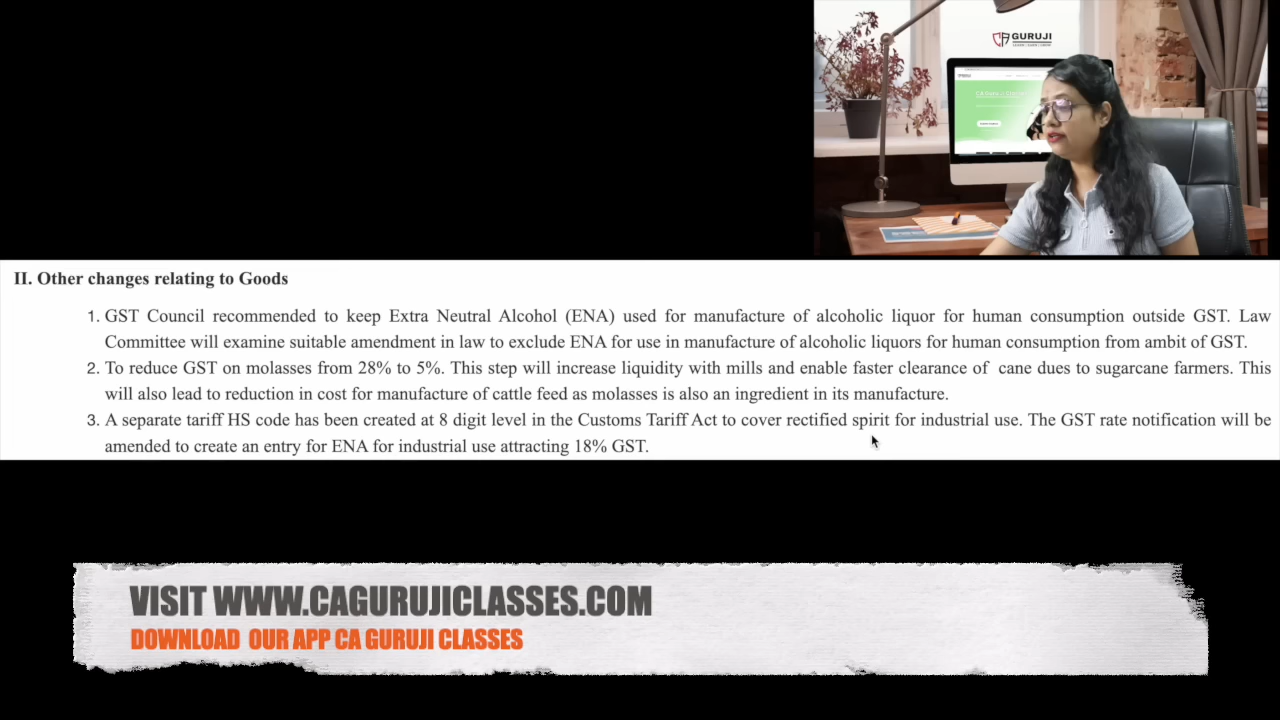 GURUJI
II. Other changes relating to Goods
1. GST Council recommended to keep Extra Neutral Alcohol (ENA) used for manufacture of alcoholic liquor for human consumption outside GST. Law
Committee will examine suitable amendment in law to exclude ENA for use in manufacture of alcoholic liquors for human consumption from ambit of GST.
2. To reduce GST on molasses from 28% to 5%. This step will increase liquidity with mills and enable faster clearance of cane dues to sugarcane farmers. This
will also lead to reduction in cost for manufacture of cattle feed as molasses is also an ingredient in its manufacture.
3. A separate tariff HS code has been created at 8 digit level in the Customs Tariff Act to cover rectified spirit for industrial use. The GST rate notification will be
amended to create an entry for ENA for industrial use attracting 18% GST.
VISIT WWW.CAGURUJICLASSES.COM
DOWNLOAD OUR APP CA GURUJI CLASSES